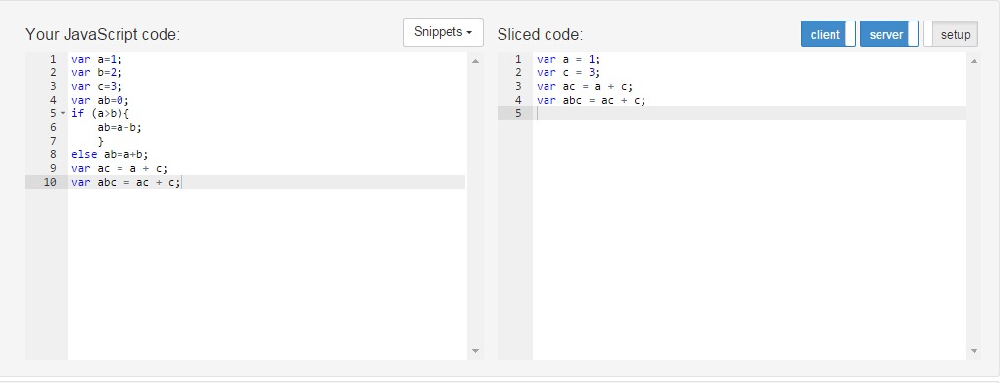 Your JavaScript code:
Snippets
1 var a=1;
2 var b=2;
3 var c=3;
4 var ab=0;
5 if (a>b){
6 ab=a-b;
7 }
8 else ab=a+b;
9 var ac = a + c;
10 var abc = ac + c;
Sliced code:
client server setup
1 var a = 1;
2 var c = 3;
3 var ac = a + c;
4 var abc = ac + c;
5